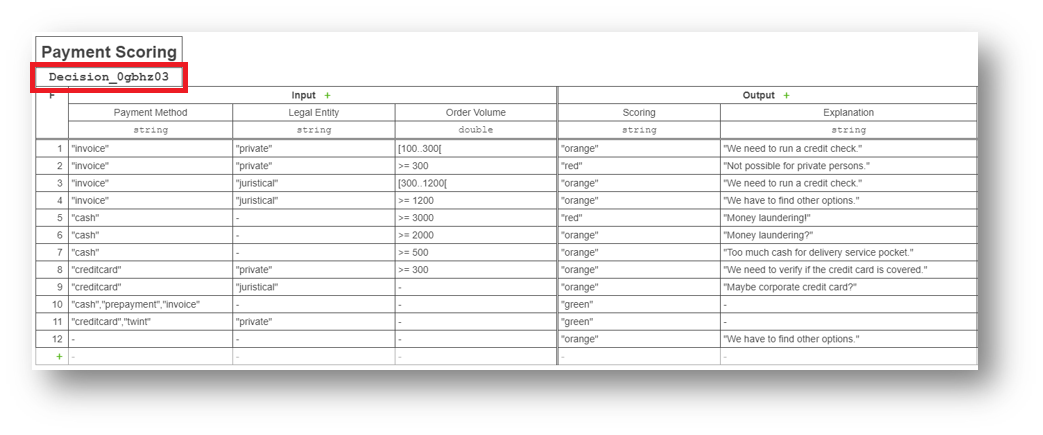 Payment Scoring
Decision_0gbhz03
F Input + Output +
Payment Method Legal Entity Order Volume Scoring Explanation
string string double string string
1 "invoice" "private" [100..300[ "orange" "We need to run a credit check."
2 "invoice" "private" >= 300 "red" "Not possible for private persons."
3 "invoice" "juristical" [300..1200[ "orange" "We need to run a credit check."
4 "invoice" "juristical" >= 1200 "orange" "We have to find other options."
5 "cash" - >= 3000 "red" "Money laundering!"
6 "cash" - >= 2000 "orange" "Money laundering?"
7 "cash" - >= 500 "orange" "Too much cash for delivery service pocket."
8 "creditcard" "private" >= 300 "orange" "We need to verify if the credit card is covered."
9 "creditcard" "juristical" - "orange" "Maybe corporate credit card?"
10 "cash","prepayment","invoice" - - "green" -
11 "creditcard","twint" "private" - "green" -
12 - - - "orange" "We have to find other options."
+ - - - - -